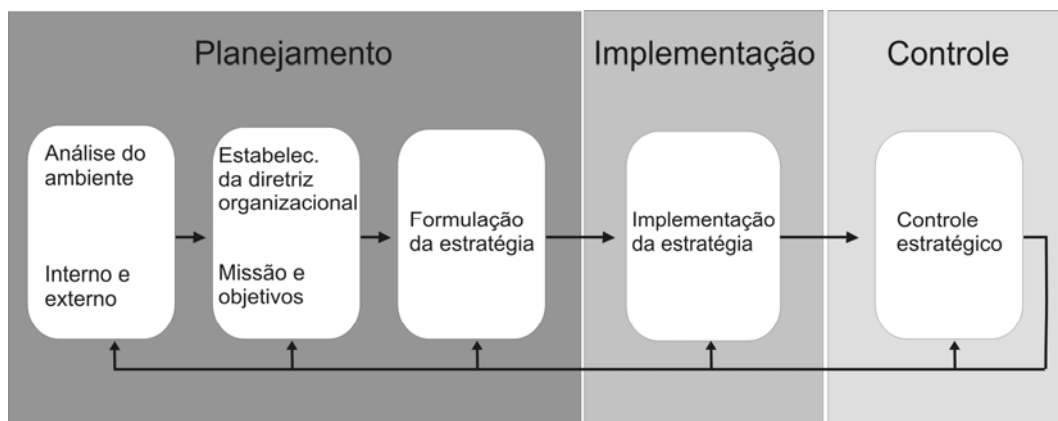 Planejamento
Implementação
Controle
Análise do
ambiente
Interno e
externo
Estabelec.
da diretriz
organizacional
Missão e
objetivos
Formulação
da estratégia
Implementação
da estratégia
Controle
estratégico